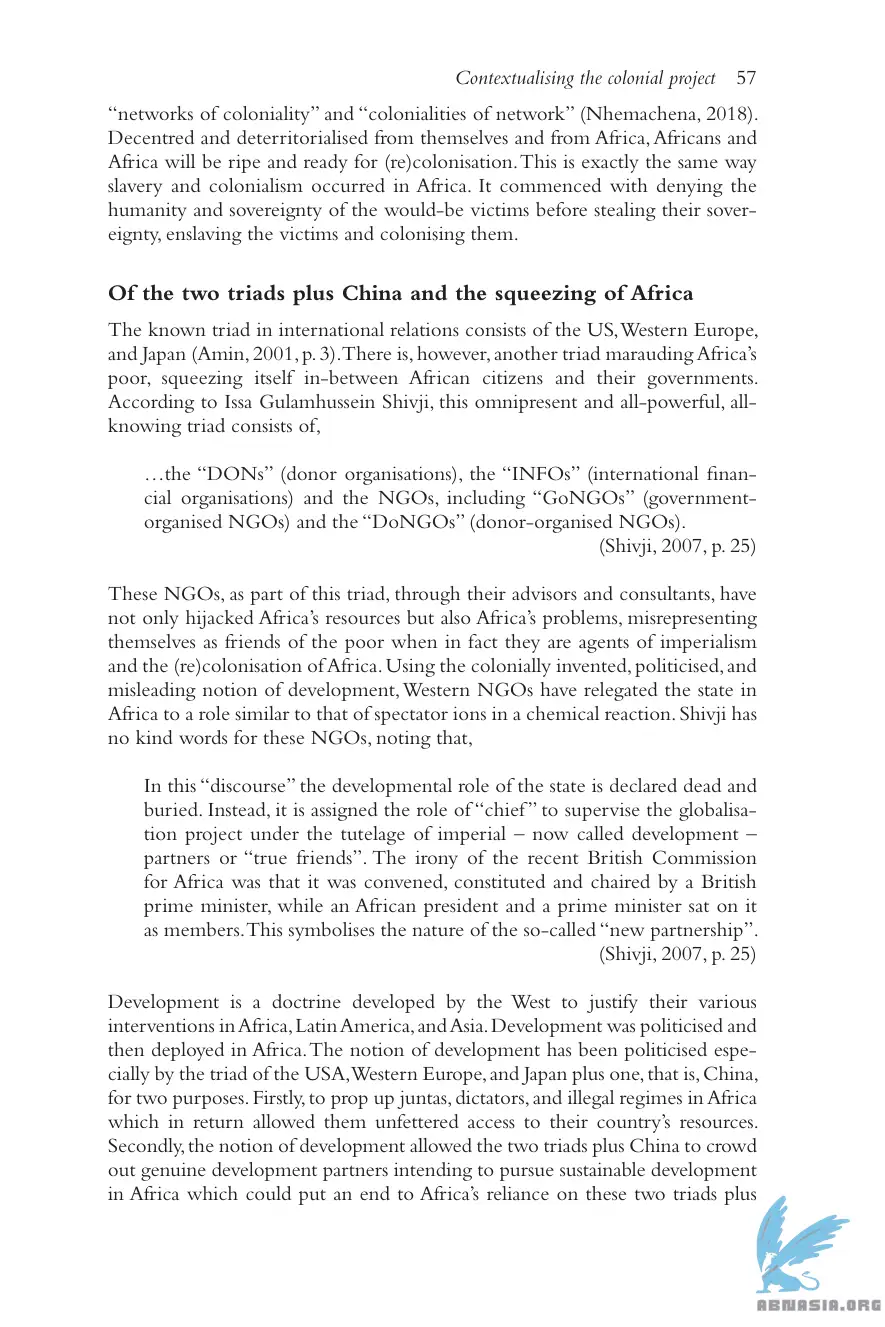 Contextualising the colonial project 57
“networks of coloniality” and “colonialities of network” (Nhemachena, 2018).
Decentred and deterritorialised from themselves and from Africa, Africans and
Africa will be ripe and ready for (re)colonisation. This is exactly the same way
slavery and colonialism occurred in Africa. It commenced with denying the
humanity and sovereignty of the would-be victims before stealing their sover-
eignty, enslaving the victims and colonising them.
Of the two triads plus China and the squeezing of Africa
The known triad in international relations consists of the US, Western Europe,
and Japan (Amin, 2001, p. 3). There is, however, another triad marauding Africa’s
poor, squeezing itself in-between African citizens and their governments.
According to Issa Gulamhussein Shivji, this omnipresent and all-powerful, all-
knowing triad consists of,
…the “DONs” (donor organisations), the “INFOs” (international finan-
cial organisations) and the NGOs, including “GoNGOs” (government-
organised NGOs) and the “DoNGOs” (donor-organised NGOs).
(Shivji, 2007, p. 25)
These NGOs, as part of this triad, through their advisors and consultants, have
not only hijacked Africa’s resources but also Africa’s problems, misrepresenting
themselves as friends of the poor when in fact they are agents of imperialism
and the (re)colonisation of Africa. Using the colonially invented, politicised, and
misleading notion of development, Western NGOs have relegated the state in
Africa to a role similar to that of spectator ions in a chemical reaction. Shivji has
no kind words for these NGOs, noting that,
In this “discourse” the developmental role of the state is declared dead and
buried. Instead, it is assigned the role of “chief” to supervise the globalisa-
tion project under the tutelage of imperial – now called development –
partners or “true friends”. The irony of the recent British Commission
for Africa was that it was convened, constituted and chaired by a British
prime minister, while an African president and a prime minister sat on it
as members. This symbolises the nature of the so-called “new partnership”.
(Shivji, 2007, p. 25)
Development is a doctrine developed by the West to justify their various
interventions in Africa, Latin America, and Asia. Development was politicised and
then deployed in Africa. The notion of development has been politicised espe-
cially by the triad of the USA, Western Europe, and Japan plus one, that is, China,
for two purposes. Firstly, to prop up juntas, dictators, and illegal regimes in Africa
which in return allowed them unfettered access to their country’s resources.
Secondly, the notion of development allowed the two triads plus China to crowd
out genuine development partners intending to pursue sustainable development
in Africa which could put an end to Africa’s reliance on these two triads plus
ABNASIA.ORG